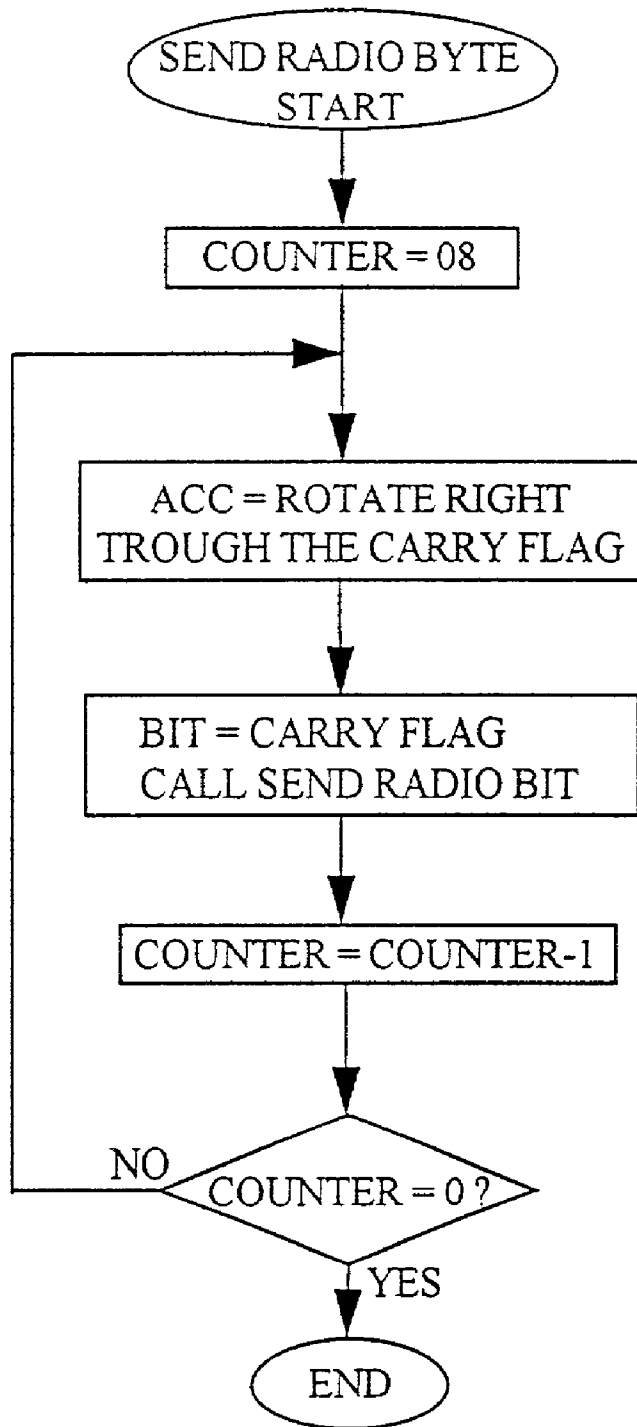 SEND RADIO BYTE
START
COUNTER = 08
ACC = ROTATE RIGHT
TROUGH THE CARRY FLAG
BIT = CARRY FLAG
CALL SEND RADIO BIT
COUNTER = COUNTER-1
NO
COUNTER = 0 ?
YES
END